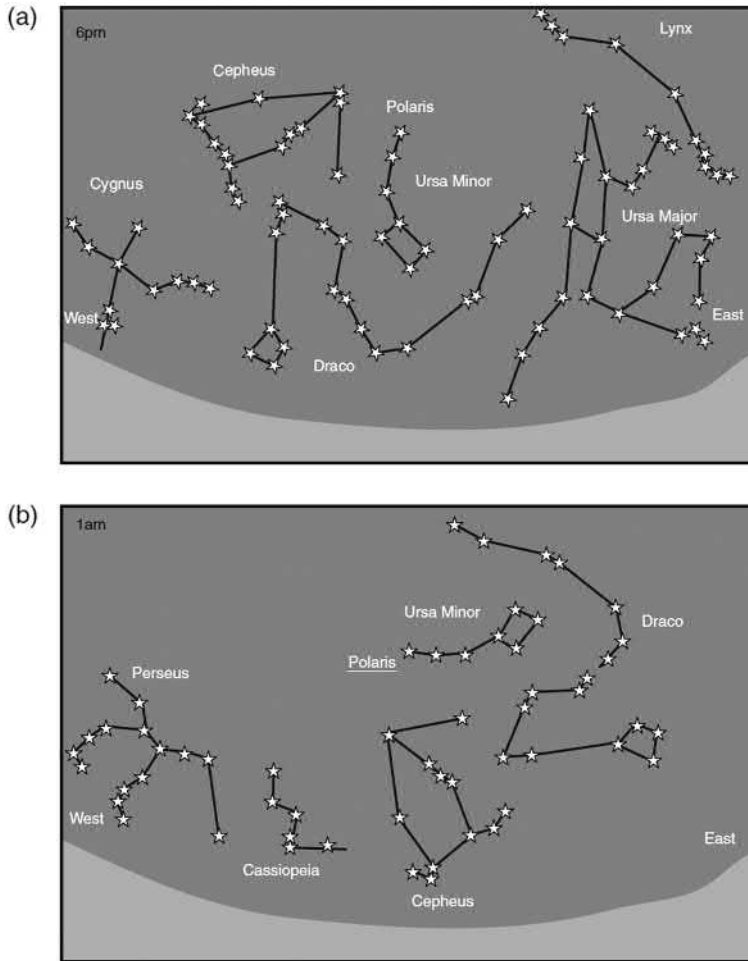 (a)
6pm
Lynx
Cepheus
Polaris
Ursa Minor
Cygnus
Ursa Major
West
East
Draco
(b)
1am
Ursa Minor
Draco
Polaris
Perseus
West
East
Cassiopeia
Cepheus